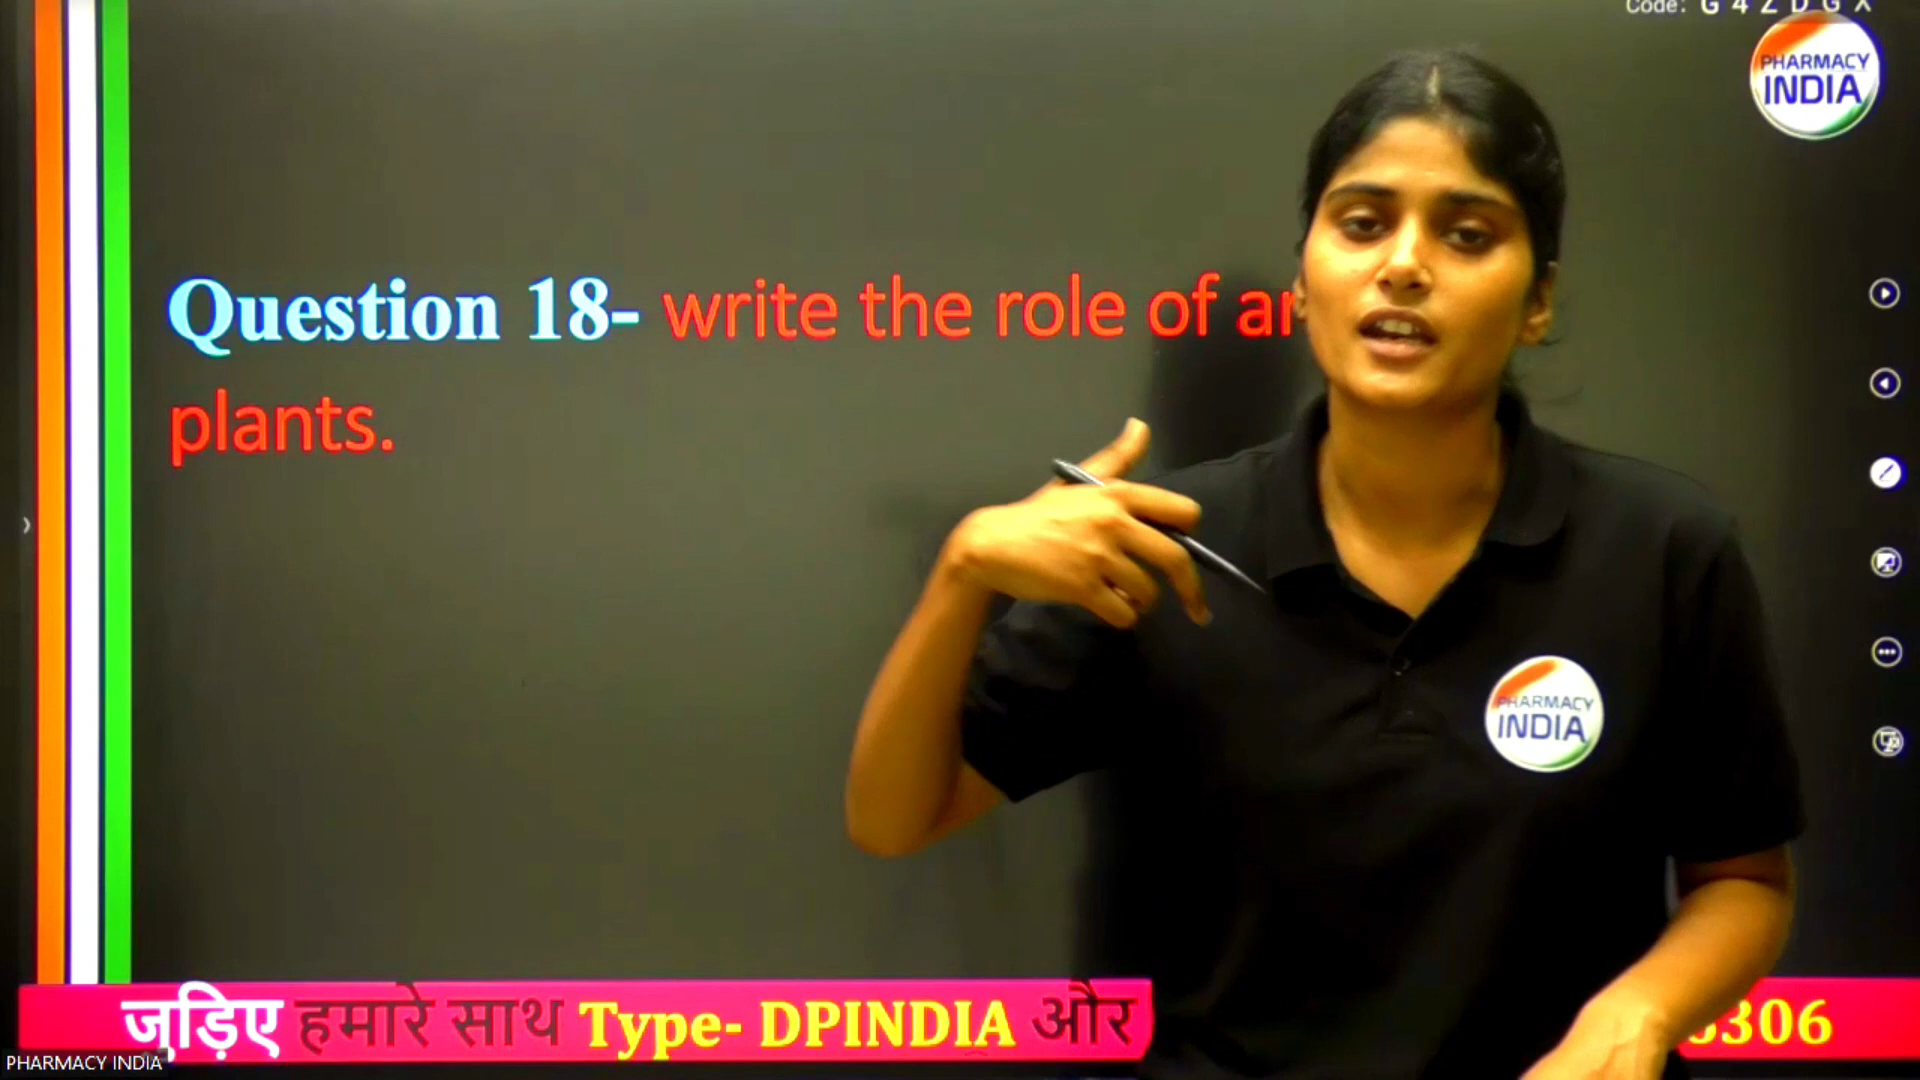 Code: G 4 Z D G X
PHARMACY
INDIA
Question 18- write the role of
plants.
PHARMACY
INDIA
जुड़िए हमारे साथ Type- DPINDIA और
306
PHARMACY INDIA